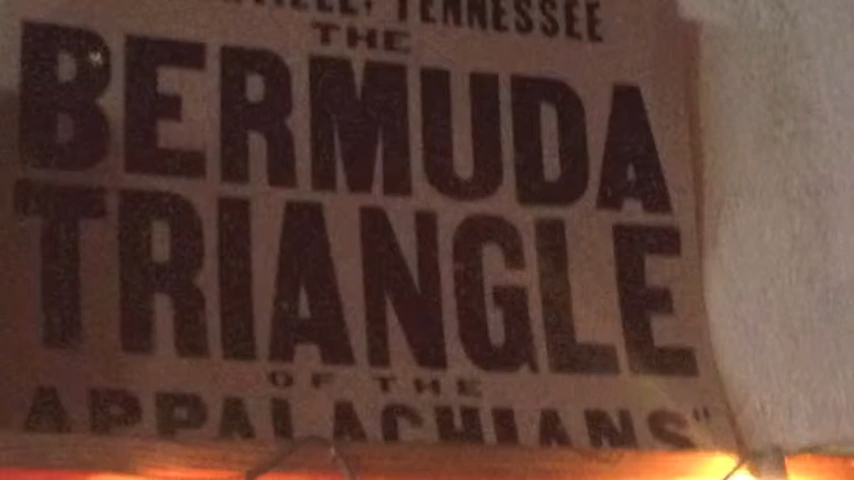 TENNESSEE
THE
BERMUDA
TRIANGLE
OF THE
APPALACHIANS"